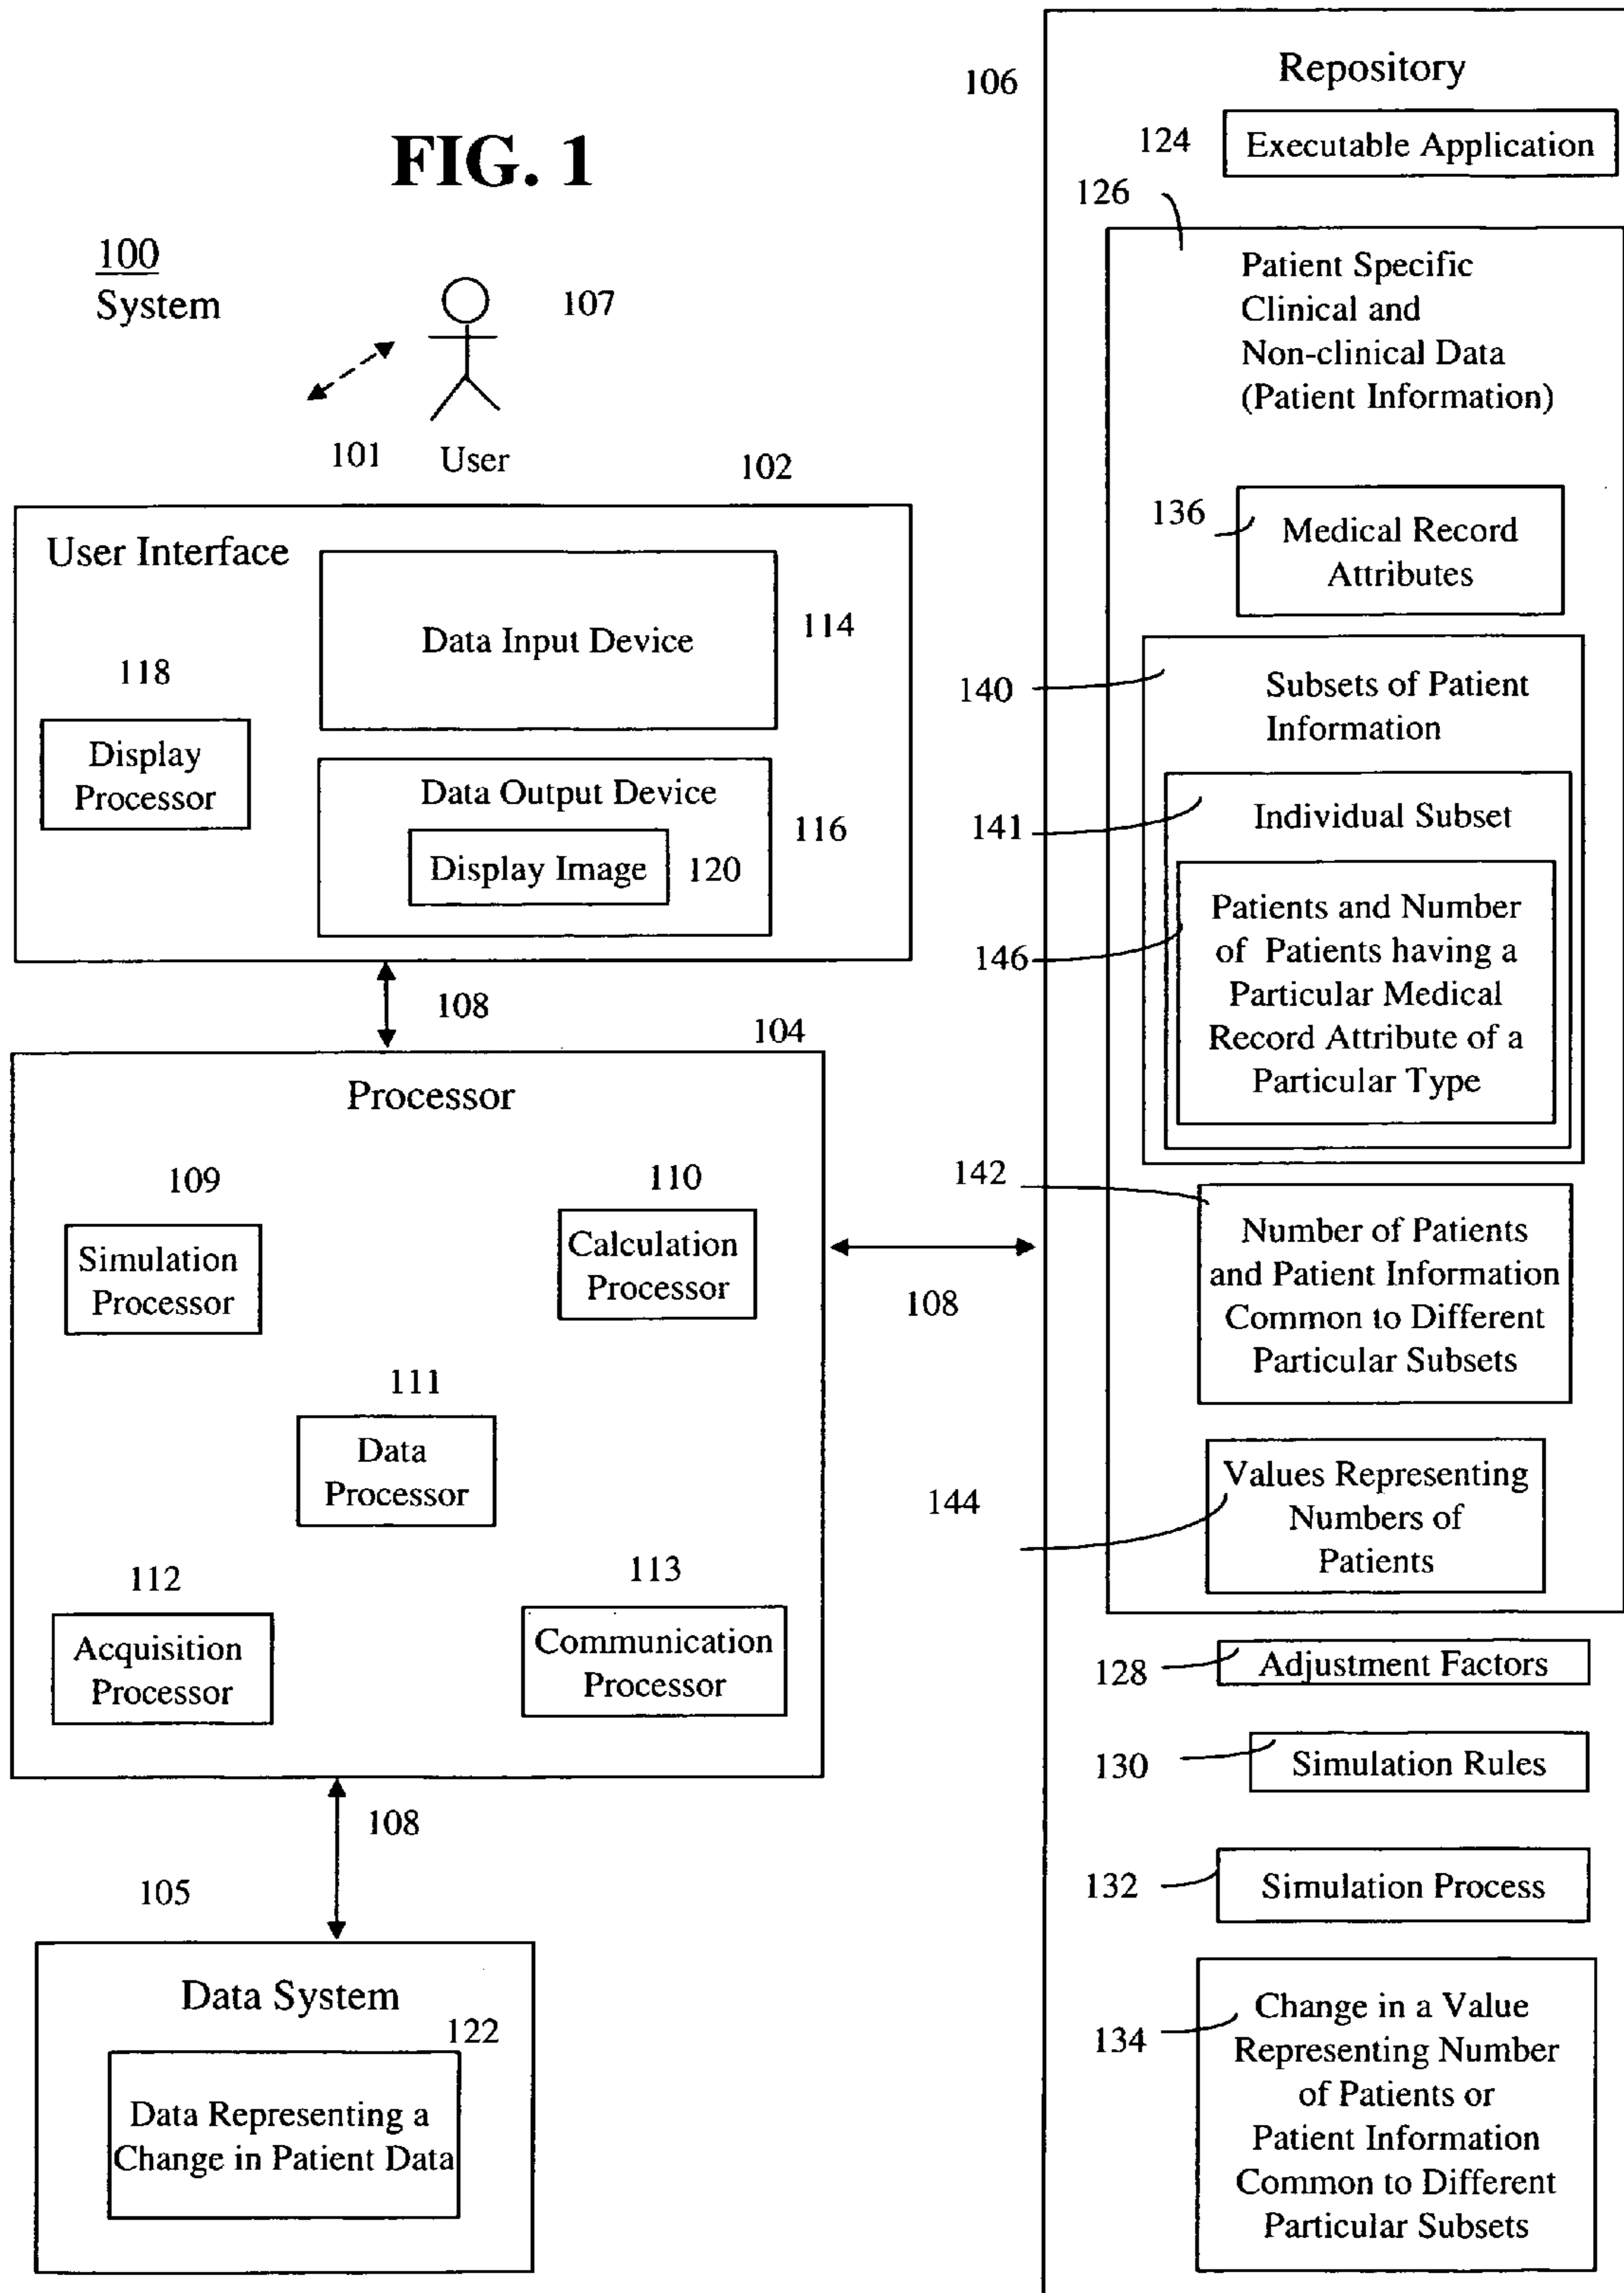 FIG. 1
100
System
107
101
User
102
User Interface
Data Input Device
114
118
Display
Processor
Data Output Device
116
Display Image
120
108
104
Processor
109
Simulation
Processor
110
Calculation
Processor
111
Data
Processor
112
Acquisition
Processor
113
Communication
Processor
108
108
105
Data System
122
Data Representing a
Change in Patient Data
106
Repository
124
Executable Application
126
Patient Specific
Clinical and
Non-clinical Data
(Patient Information)
136
Medical Record
Attributes
140
Subsets of Patient
Information
141
Individual Subset
146
Patients and Number
of Patients having a
Particular Medical
Record Attribute of a
Particular Type
142
Number of Patients
and Patient Information
Common to Different
Particular Subsets
144
Values Representing
Numbers of
Patients
128
Adjustment Factors
130
Simulation Rules
132
Simulation Process
134
Change in a Value
Representing Number
of Patients or
Patient Information
Common to Different
Particular Subsets